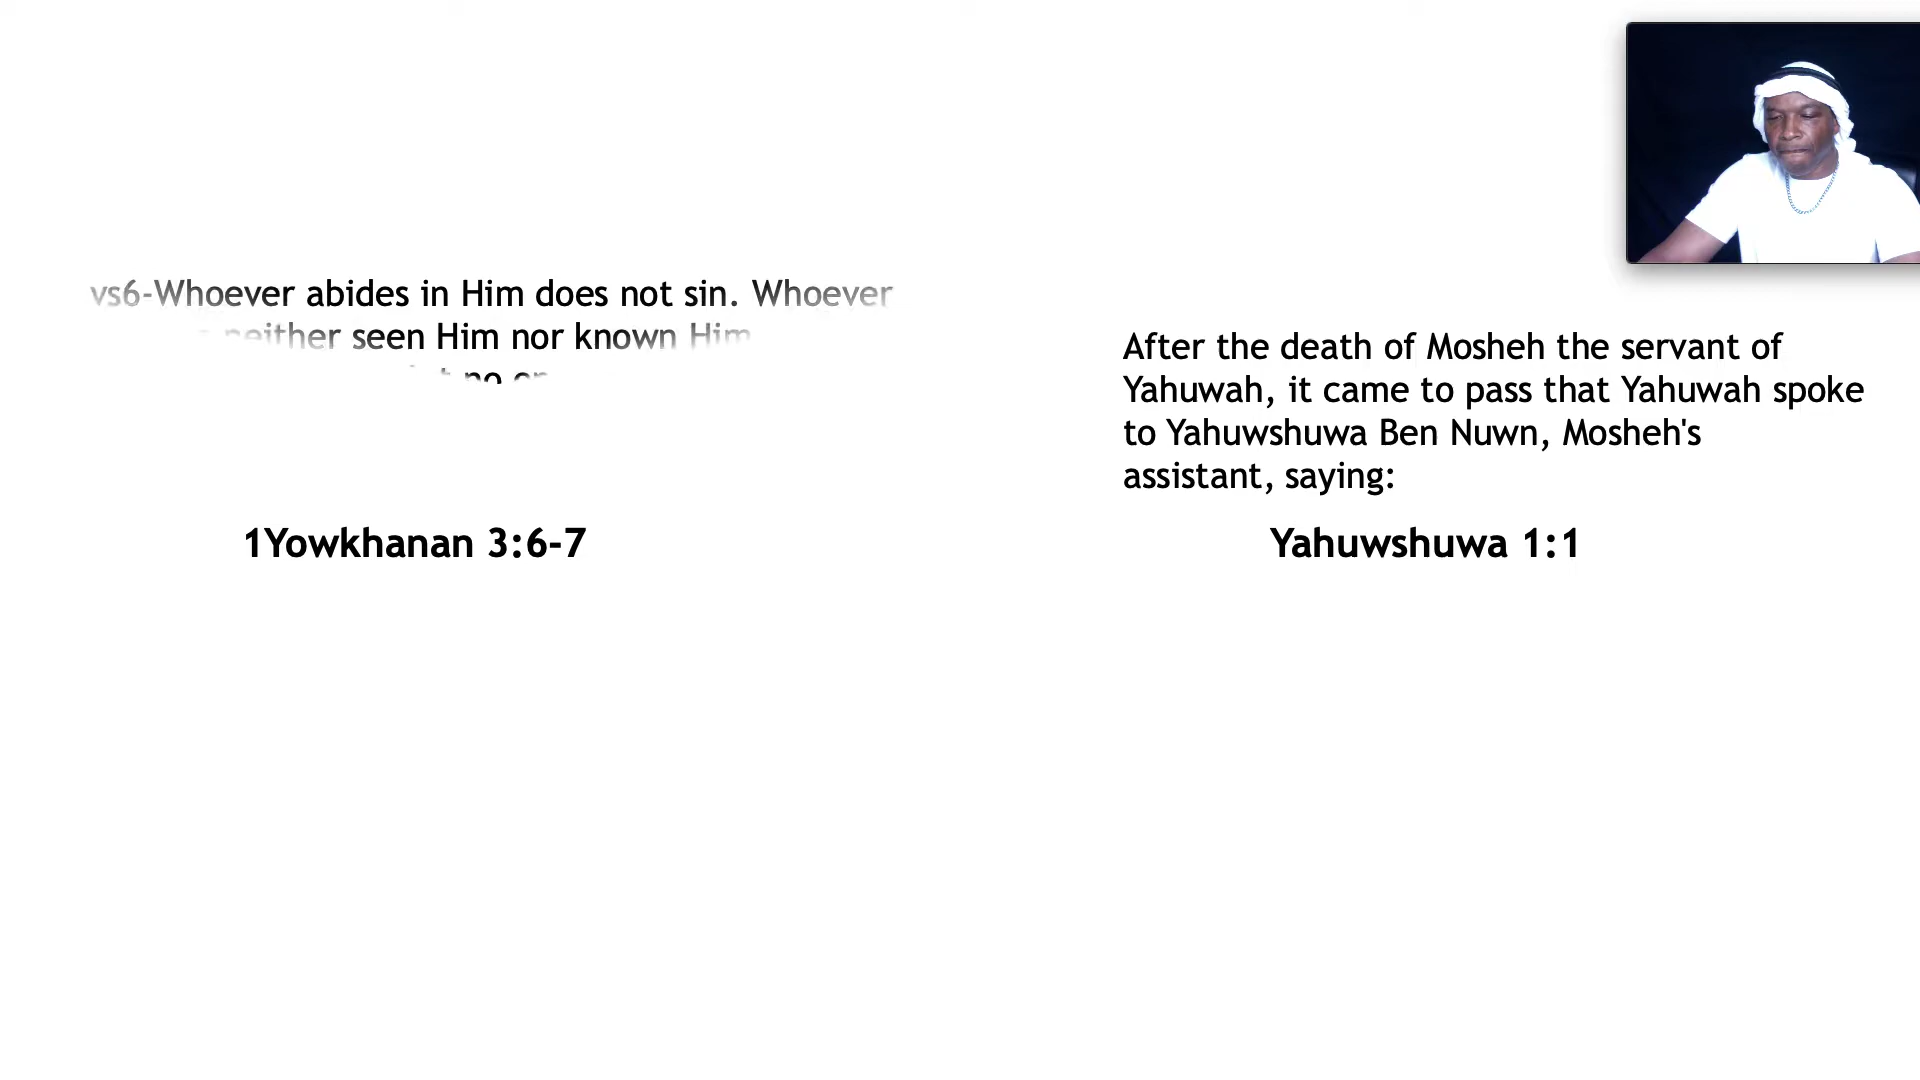 vs6-Whoever abides in Him does not sin. Whoever
neither seen Him nor known Him
no
1Yowkhanan 3:6-7
After the death of Mosheh the servant of
Yahuwah, it came to pass that Yahuwah spoke
to Yahuwshuwa Ben Nuwn, Mosheh's
assistant, saying:
Yahuwshuwa 1:1